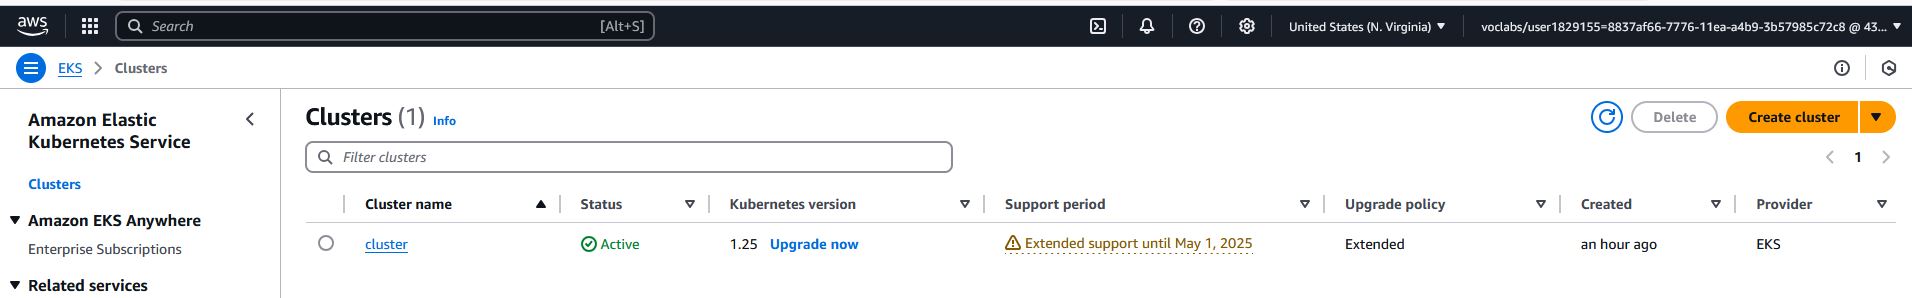 aws
Search
[Alt+S]
United States (N. Virginia)
voclabs/user1829155=8837af66-7776-11ea-a4b9-3b57985c72c8 @ 43...
EKS
Clusters
Amazon Elastic
Kubernetes Service
Clusters
Amazon EKS Anywhere
Enterprise Subscriptions
Related services
Clusters (1) Info
Delete
Create cluster
Filter clusters
1
Cluster name Status Kubernetes version Support period Upgrade policy Created Provider
cluster Active 1.25 Upgrade now Extended support until May 1, 2025 Extended an hour ago EKS